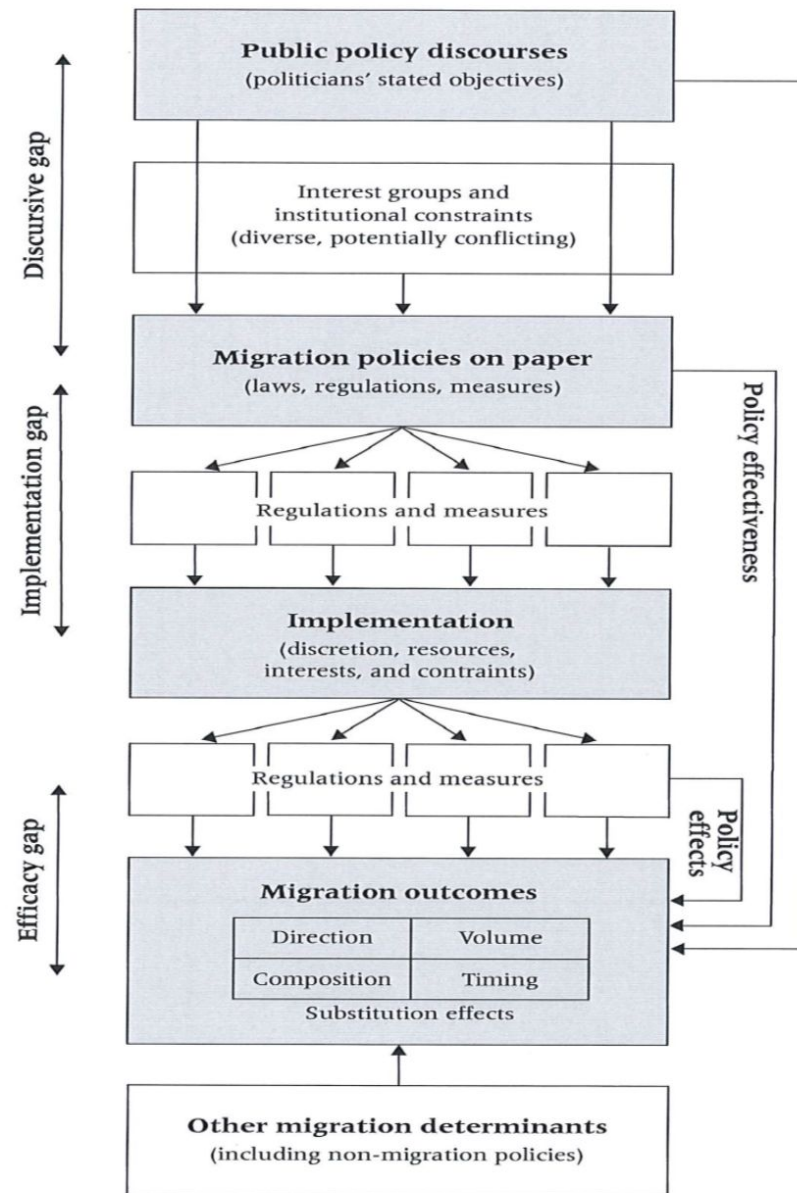 Public policy discourses
(politicians' stated objectives)
Discursive gap
Interest groups and
institutional constraints
(diverse, potentially conflicting)
Migration policies on paper
(laws, regulations, measures)
Implementation gap
Policy effectiveness
Regulations and measures
Implementation
(discretion, resources,
interests, and contraints)
Regulations and measures
Policy
effects
Efficacy gap
Migration outcomes
Direction Volume
Composition Timing
Substitution effects
Other migration determinants
(including non-migration policies)